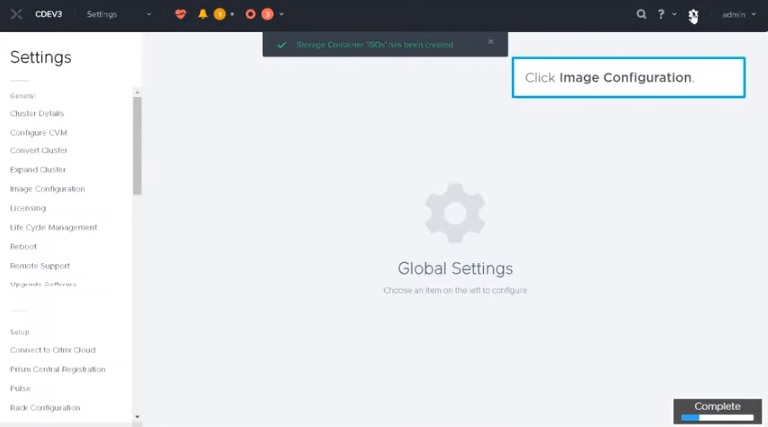 CDEV3 Settings 1 3 ? admin
Storage Container 'ISOs' has been created ×
Settings
Click Image Configuration.
General
Cluster Details
Configure CVM
Convert Cluster
Expand Cluster
Image Configuration
Licensing
Life Cycle Management
Reboot
Remote Support
Upgrade Software
Global Settings
Choose an item on the left to configure
Setup
Connect to Citrix Cloud
Prism Central Registration
Pulse
Rack Configuration
Complete